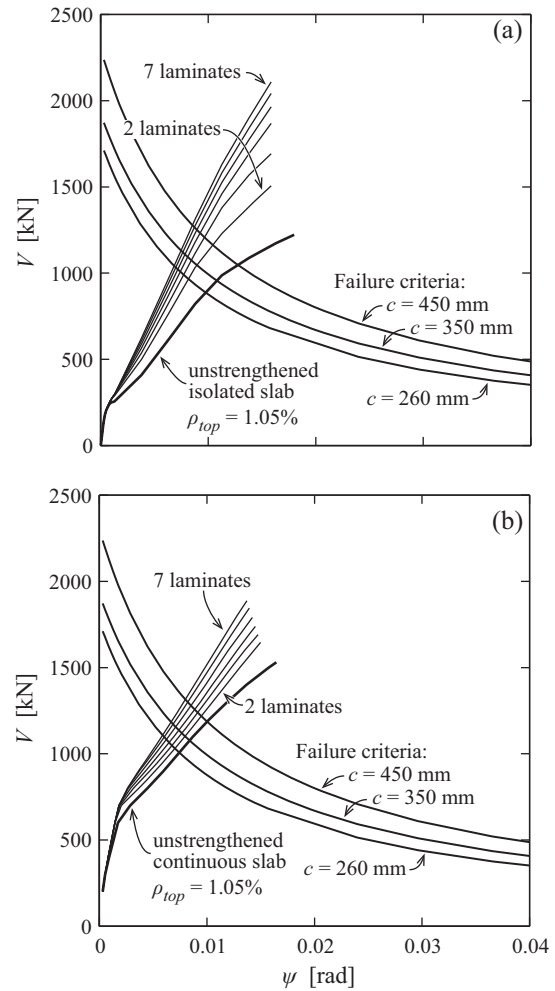 (a)
2500
2000
1500
1000
500
0
V [kN]
7 laminates
2 laminates
Failure criteria:
c = 450 mm
c = 350 mm
c = 260 mm
unstrengthened
isolated slab
ρtop = 1.05%
(b)
2500
2000
1500
1000
500
0
V [kN]
7 laminates
2 laminates
Failure criteria:
c = 450 mm
c = 350 mm
c = 260 mm
unstrengthened
continuous slab
ρtop = 1.05%
0 0.01 0.02 0.03 0.04
ψ [rad]